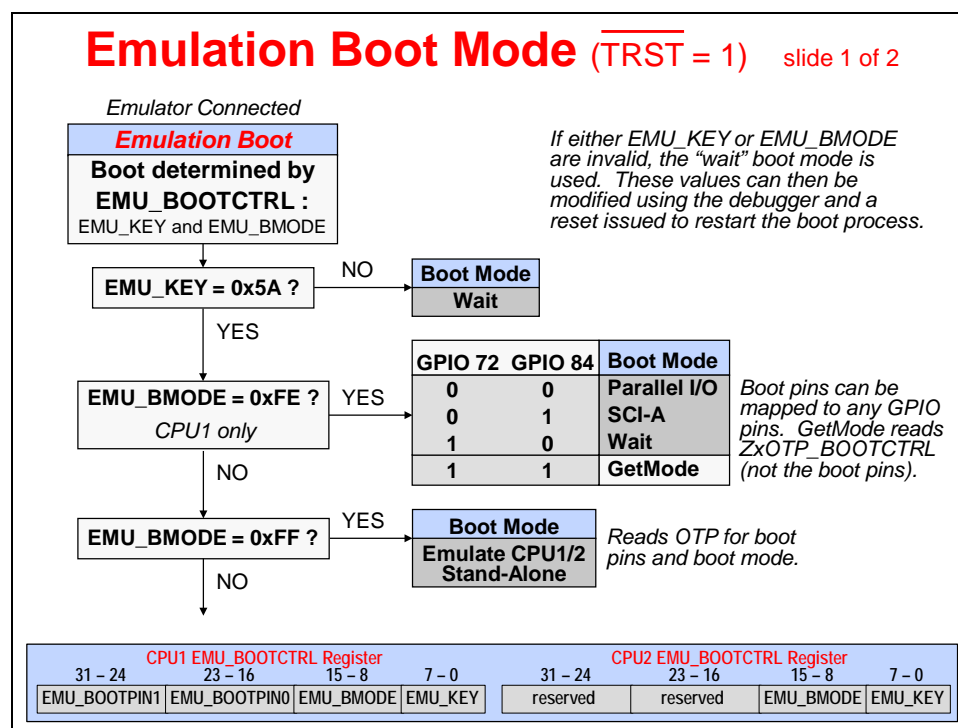 Emulation Boot Mode (TRST = 1) slide 1 of 2
Emulator Connected
Emulation Boot
Boot determined by
EMU_BOOTCTRL :
EMU_KEY and EMU_BMODE
If either EMU_KEY or EMU_BMODE
are invalid, the “wait” boot mode is
used. These values can then be
modified using the debugger and a
reset issued to restart the boot process.
EMU_KEY = 0x5A ?
NO
Boot Mode
Wait
YES
EMU_BMODE = 0xFE ?
CPU1 only
YES
GPIO 72 GPIO 84 Boot Mode
0 0 Parallel I/O
0 1 SCI-A
1 0 Wait
1 1 GetMode
Boot pins can be
mapped to any GPIO
pins. GetMode reads
ZxOTP_BOOTCTRL
(not the boot pins).
NO
EMU_BMODE = 0xFF ?
YES
Boot Mode
Emulate CPU1/2
Stand-Alone
Reads OTP for boot
pins and boot mode.
NO
CPU1 EMU_BOOTCTRL Register
31 – 24 23 – 16 15 – 8 7 – 0
EMU_BOOTPIN1 EMU_BOOTPIN0 EMU_BMODE EMU_KEY
CPU2 EMU_BOOTCTRL Register
31 – 24 23 – 16 15 – 8 7 – 0
reserved reserved EMU_BMODE EMU_KEY